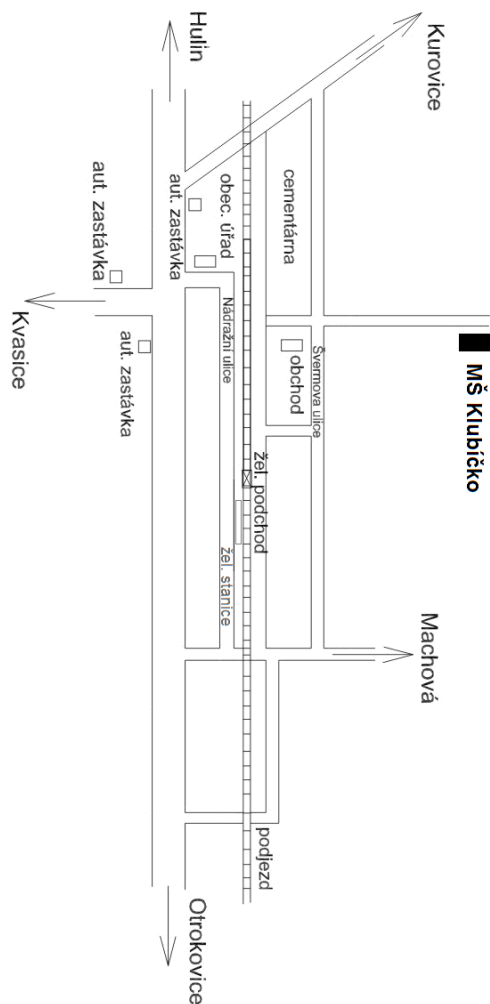 MŠ Klubíčko
Kurovice
Machová
Švermova ulice
cementárna
obchod
žel. podchod
podjezd
obec. úřad
Nádražní ulice
žel. stanice
Hulin
Otrokovice
aut. zastávka
aut. zastávka
aut. zastávka
Kvasice